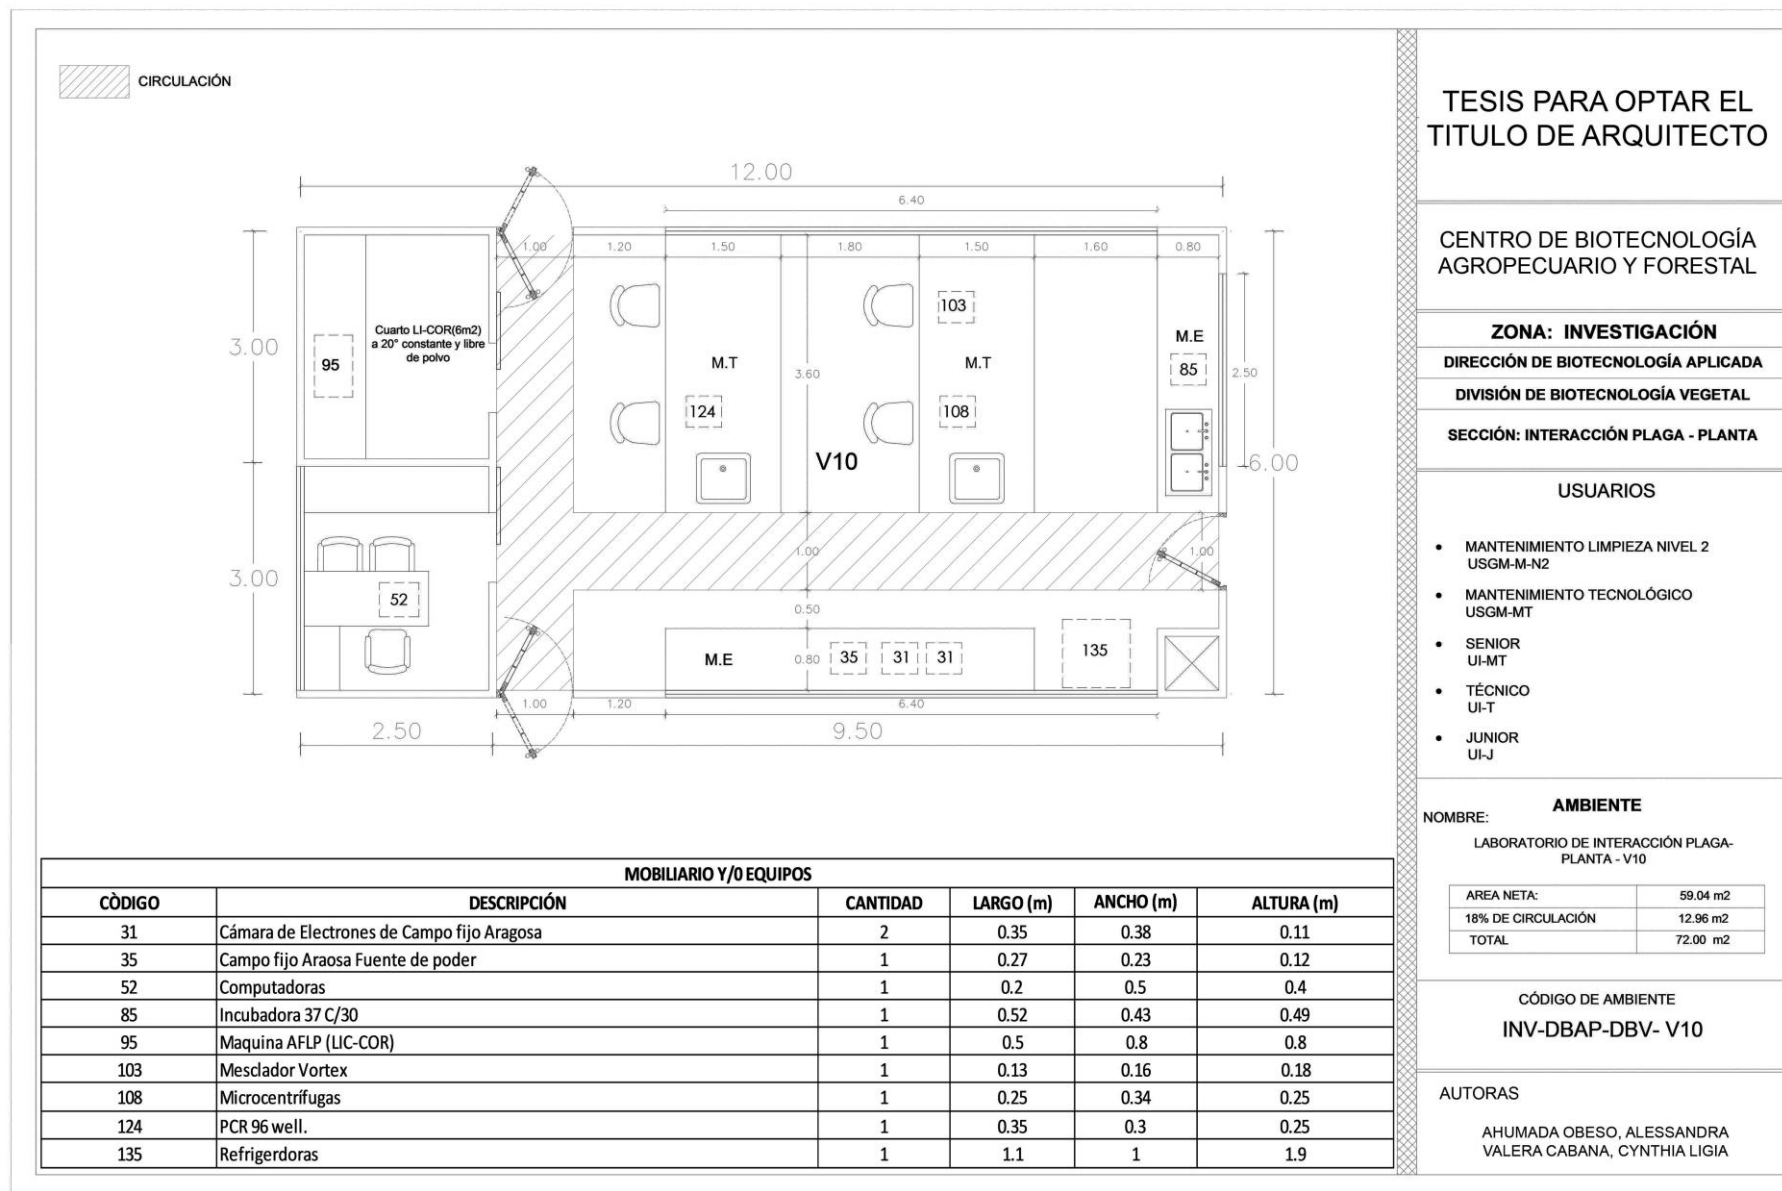 CIRCULACIÓN
12.00
6.40
1.00 1.20 1.50 1.80 1.50 1.60 0.80
3.00
95
Cuarto LI-COR(6m2)
a 20° constante y libre
de polvo
103
M.E
M.T
M.T
85
3.60
2.50
124
108
V10
6.00
1.00
1.00
3.00
52
0.50
M.E
0.80
35
31
31
135
1.00
1.20
6.40
2.50
9.50
MOBILIARIO Y/0 EQUIPOS
CÒDIGO DESCRIPCIÓN CANTIDAD LARGO (m) ANCHO (m) ALTURA (m)
31 Cámara de Electrones de Campo fijo Aragosa 2 0.35 0.38 0.11
35 Campo fijo Araosa Fuente de poder 1 0.27 0.23 0.12
52 Computadoras 1 0.2 0.5 0.4
85 Incubadora 37 C/30 1 0.52 0.43 0.49
95 Maquina AFLP (LIC-COR) 1 0.5 0.8 0.8
103 Mesclador Vortex 1 0.13 0.16 0.18
108 Microcentrífugas 1 0.25 0.34 0.25
124 PCR 96 well. 1 0.35 0.3 0.25
135 Refrigerdoras 1 1.1 1 1.9
TESIS PARA OPTAR EL
TITULO DE ARQUITECTO
CENTRO DE BIOTECNOLOGÍA
AGROPECUARIO Y FORESTAL
ZONA: INVESTIGACIÓN
DIRECCIÓN DE BIOTECNOLOGÍA APLICADA
DIVISIÓN DE BIOTECNOLOGÍA VEGETAL
SECCIÓN: INTERACCIÓN PLAGA - PLANTA
USUARIOS
• MANTENIMIENTO LIMPIEZA NIVEL 2
USGM-M-N2
• MANTENIMIENTO TECNOLÓGICO
USGM-MT
• SENIOR
UI-MT
• TÉCNICO
UI-T
• JUNIOR
UI-J
AMBIENTE
NOMBRE:
LABORATORIO DE INTERACCIÓN PLAGA-
PLANTA - V10
AREA NETA: 59.04 m2
18% DE CIRCULACIÓN 12.96 m2
TOTAL 72.00 m2
CÓDIGO DE AMBIENTE
INV-DBAP-DBV- V10
AUTORAS
AHUMADA OBESO, ALESSANDRA
VALERA CABANA, CYNTHIA LIGIA